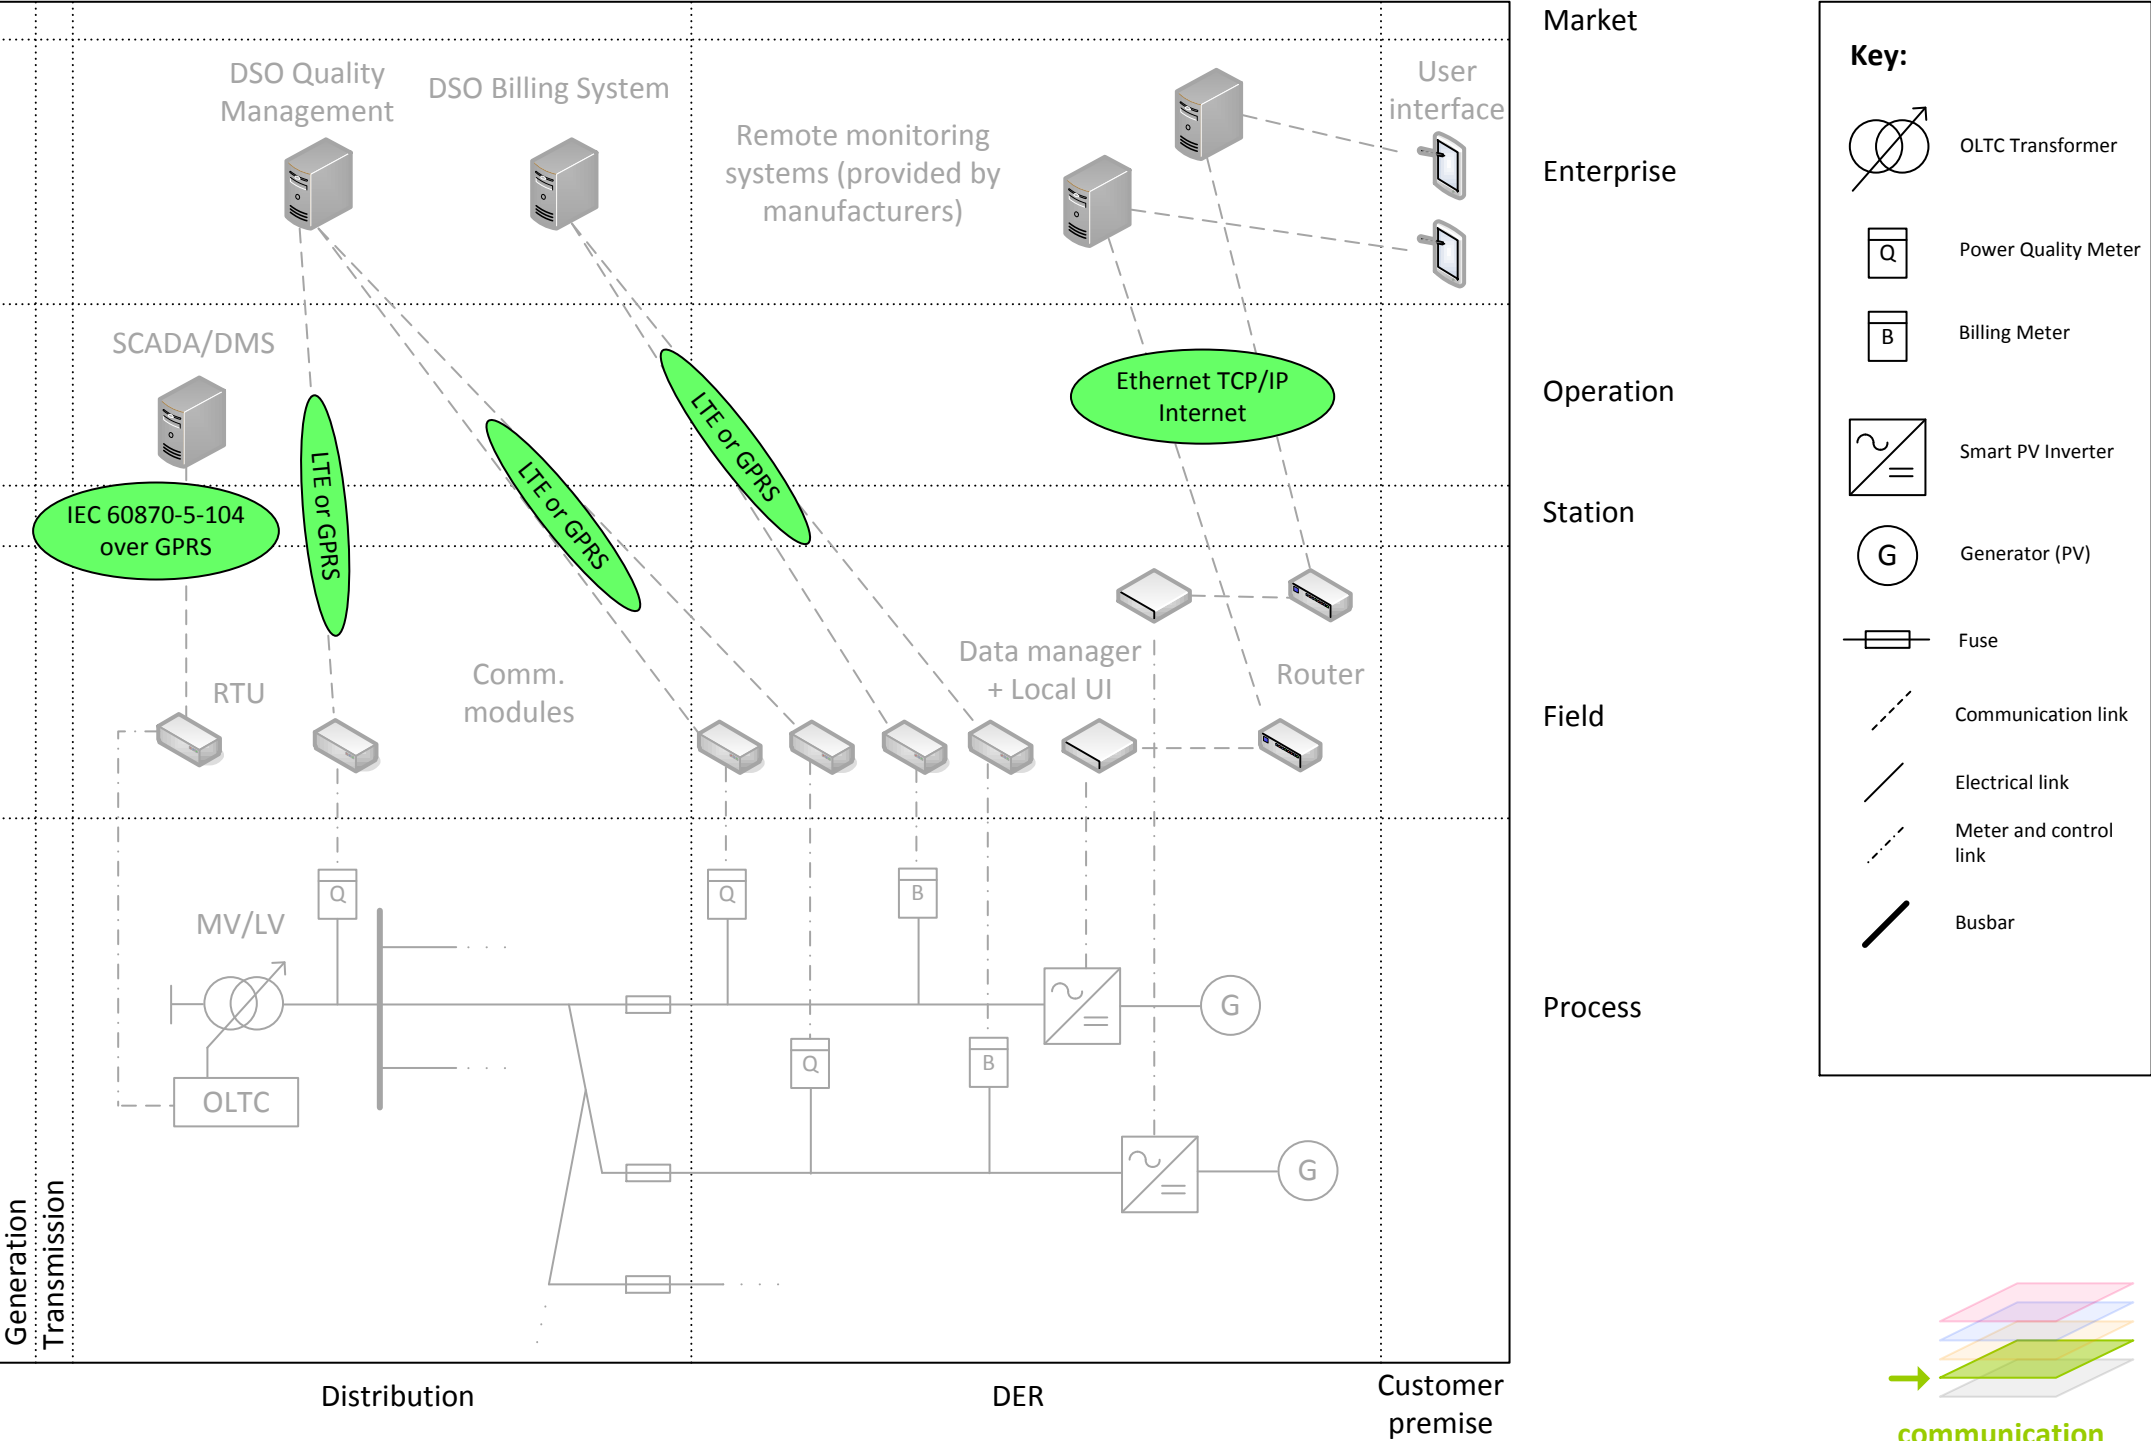 Market
Enterprise
Operation
Station
Field
Process
DSO Quality
Management
DSO Billing System
Remote monitoring
systems (provided by
manufacturers)
User
interface
SCADA/DMS
IEC 60870-5-104
over GPRS
LTE or GPRS
LTE or GPRS
LTE or GPRS
Ethernet TCP/IP
Internet
RTU
Comm.
modules
Data manager
+ Local UI
Router
MV/LV
OLTC
Q
Q
B
Q
B
G
G
Generation
Transmission
Distribution
DER
Customer
premise
Key:
OLTC Transformer
Q
Power Quality Meter
B
Billing Meter
Smart PV Inverter
G
Generator (PV)
Fuse
Communication link
Electrical link
Meter and control
link
Busbar
communication